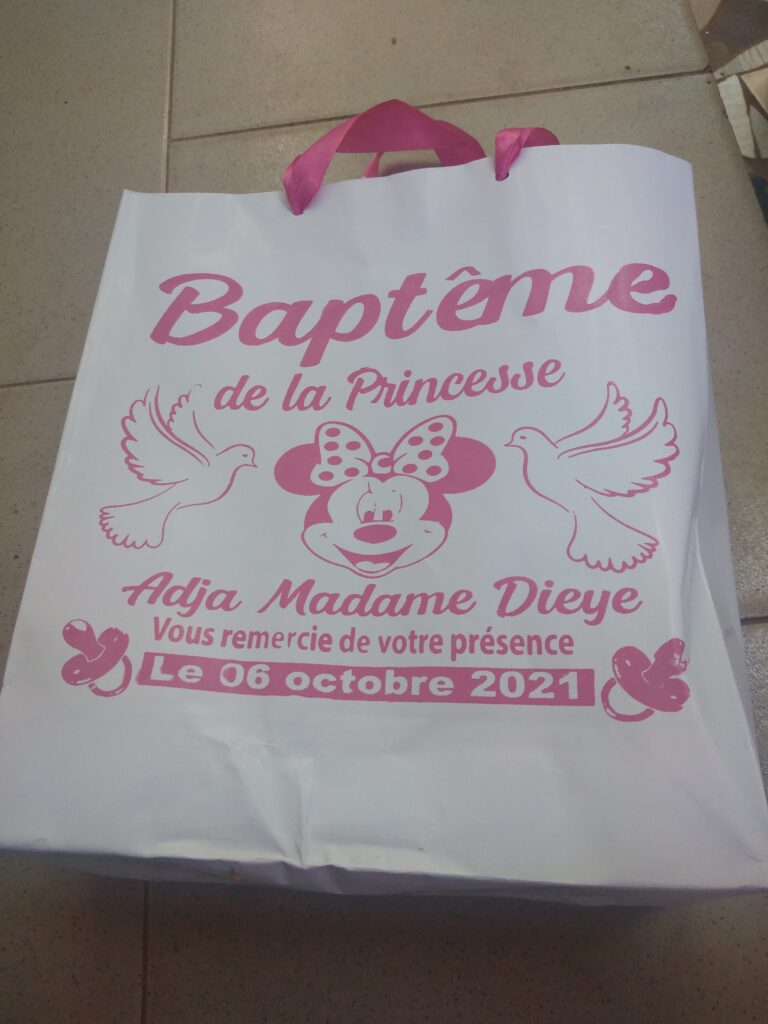 Baptême
de la Princesse
Adja Madame Dieye
Vous remercie de votre présence
Le 06 octobre 2021